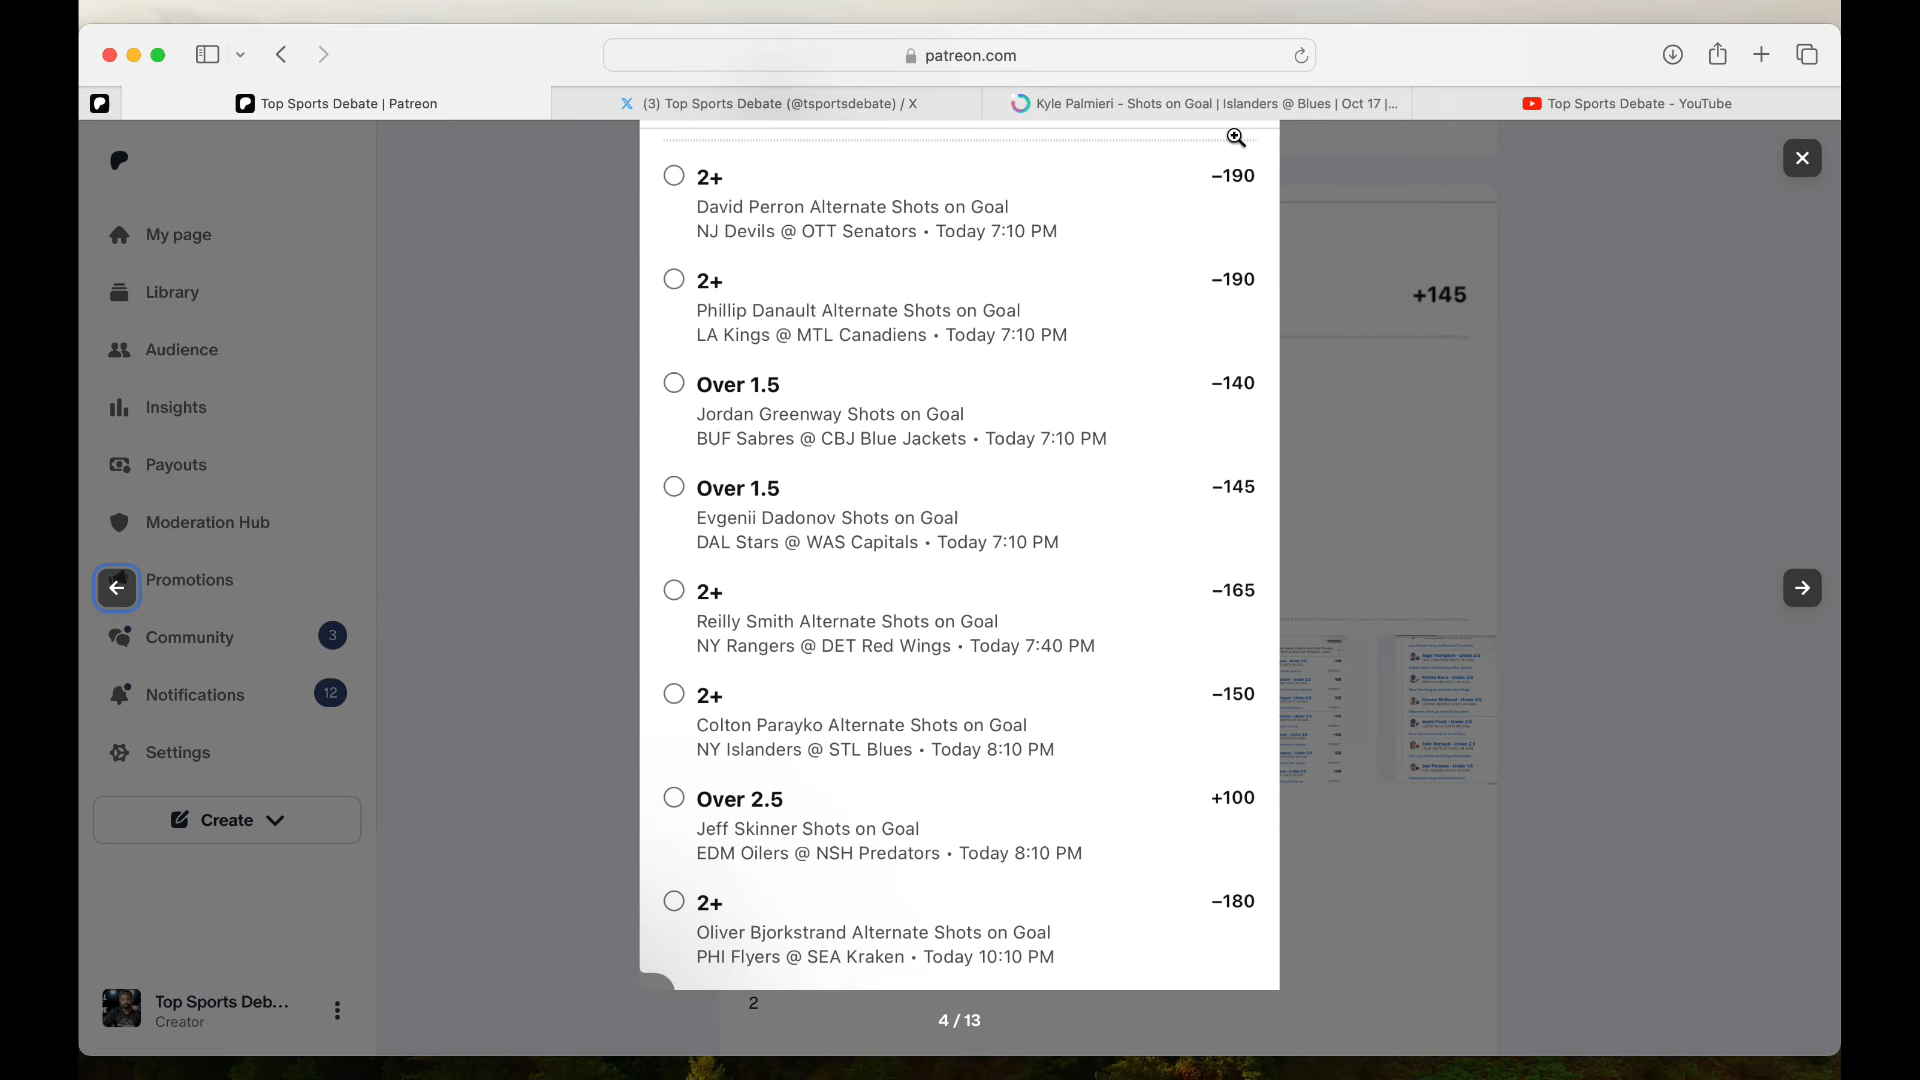 patreon.com
Top Sports Debate | Patreon
(3) Top Sports Debate (@tsportsdebate) / X
Kyle Palmieri - Shots on Goal | Islanders @ Blues | Oct 17 |...
Top Sports Debate - YouTube
My page
Library
Audience
Insights
Payouts
Moderation Hub
Promotions
Community
3
Notifications
12
Settings
Create
Top Sports Deb...
Creator
2+
−190
David Perron Alternate Shots on Goal
NJ Devils @ OTT Senators • Today 7:10 PM
2+
−190
Phillip Danault Alternate Shots on Goal
LA Kings @ MTL Canadiens • Today 7:10 PM
Over 1.5
−140
Jordan Greenway Shots on Goal
BUF Sabres @ CBJ Blue Jackets • Today 7:10 PM
Over 1.5
−145
Evgenii Dadonov Shots on Goal
DAL Stars @ WAS Capitals • Today 7:10 PM
2+
−165
Reilly Smith Alternate Shots on Goal
NY Rangers @ DET Red Wings • Today 7:40 PM
2+
−150
Colton Parayko Alternate Shots on Goal
NY Islanders @ STL Blues • Today 8:10 PM
Over 2.5
+100
Jeff Skinner Shots on Goal
EDM Oilers @ NSH Predators • Today 8:10 PM
2+
−180
Oliver Bjorkstrand Alternate Shots on Goal
PHI Flyers @ SEA Kraken • Today 10:10 PM
+145
2
4 / 13